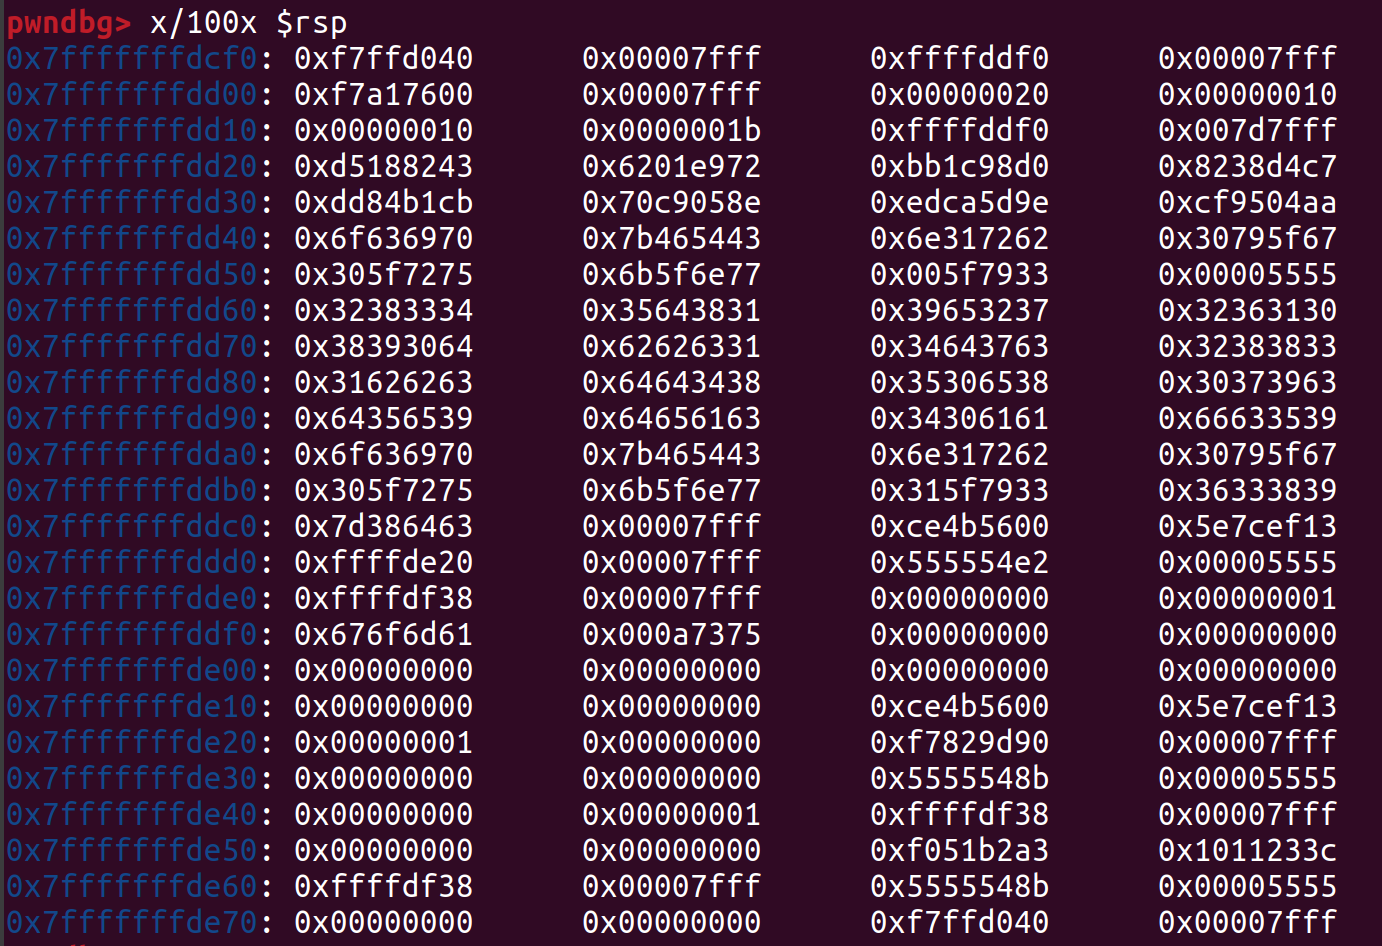 pwndbg> x/100x $rsp
0x7fffffffdcf0: 0xf7ffd040 0x00007fff 0xffffddf0 0x00007fff
0x7fffffffdd00: 0xf7a17600 0x00007fff 0x00000020 0x00000010
0x7fffffffdd10: 0x00000010 0x0000001b 0xffffddf0 0x007d7fff
0x7fffffffdd20: 0xd5188243 0x6201e972 0xbb1c98d0 0x8238d4c7
0x7fffffffdd30: 0xdd84b1cb 0x70c9058e 0xedca5d9e 0xcf9504aa
0x7fffffffdd40: 0x6f636970 0x7b465443 0x6e317262 0x30795f67
0x7fffffffdd50: 0x305f7275 0x6b5f6e77 0x005f7933 0x00005555
0x7fffffffdd60: 0x32383334 0x35643831 0x39653237 0x32363130
0x7fffffffdd70: 0x38393064 0x62626331 0x34643763 0x32383833
0x7fffffffdd80: 0x31626263 0x64643438 0x35306538 0x30373963
0x7fffffffdd90: 0x64356539 0x64656163 0x34306161 0x66633539
0x7fffffffdda0: 0x6f636970 0x7b465443 0x6e317262 0x30795f67
0x7fffffffddb0: 0x305f7275 0x6b5f6e77 0x315f7933 0x36333839
0x7fffffffddc0: 0x7d386463 0x00007fff 0xce4b5600 0x5e7cef13
0x7fffffffddd0: 0xffffde20 0x00007fff 0x555554e2 0x00005555
0x7fffffffdde0: 0xffffdf38 0x00007fff 0x00000000 0x00000001
0x7fffffffddf0: 0x676f6d61 0x000a7375 0x00000000 0x00000000
0x7fffffffde00: 0x00000000 0x00000000 0x00000000 0x00000000
0x7fffffffde10: 0x00000000 0x00000000 0xce4b5600 0x5e7cef13
0x7fffffffde20: 0x00000001 0x00000000 0xf7829d90 0x00007fff
0x7fffffffde30: 0x00000000 0x00000000 0x5555548b 0x00005555
0x7fffffffde40: 0x00000000 0x00000001 0xffffdf38 0x00007fff
0x7fffffffde50: 0x00000000 0x00000000 0xf051b2a3 0x1011233c
0x7fffffffde60: 0xffffdf38 0x00007fff 0x5555548b 0x00005555
0x7fffffffde70: 0x00000000 0x00000000 0xf7ffd040 0x00007fff